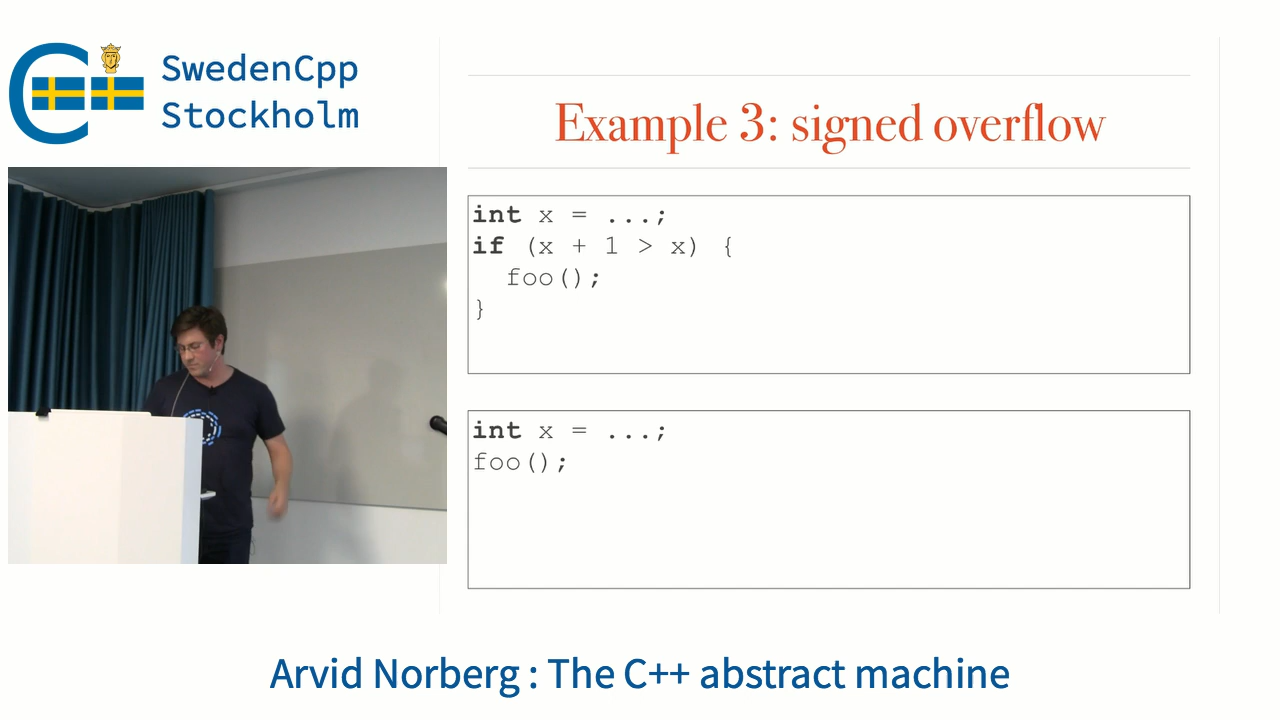 SwedenCpp
Stockholm
Example 3: signed overflow
int x = ...;
if (x + 1 > x) {
  foo();
}
int x = ...;
foo();
Arvid Norberg : The C++ abstract machine